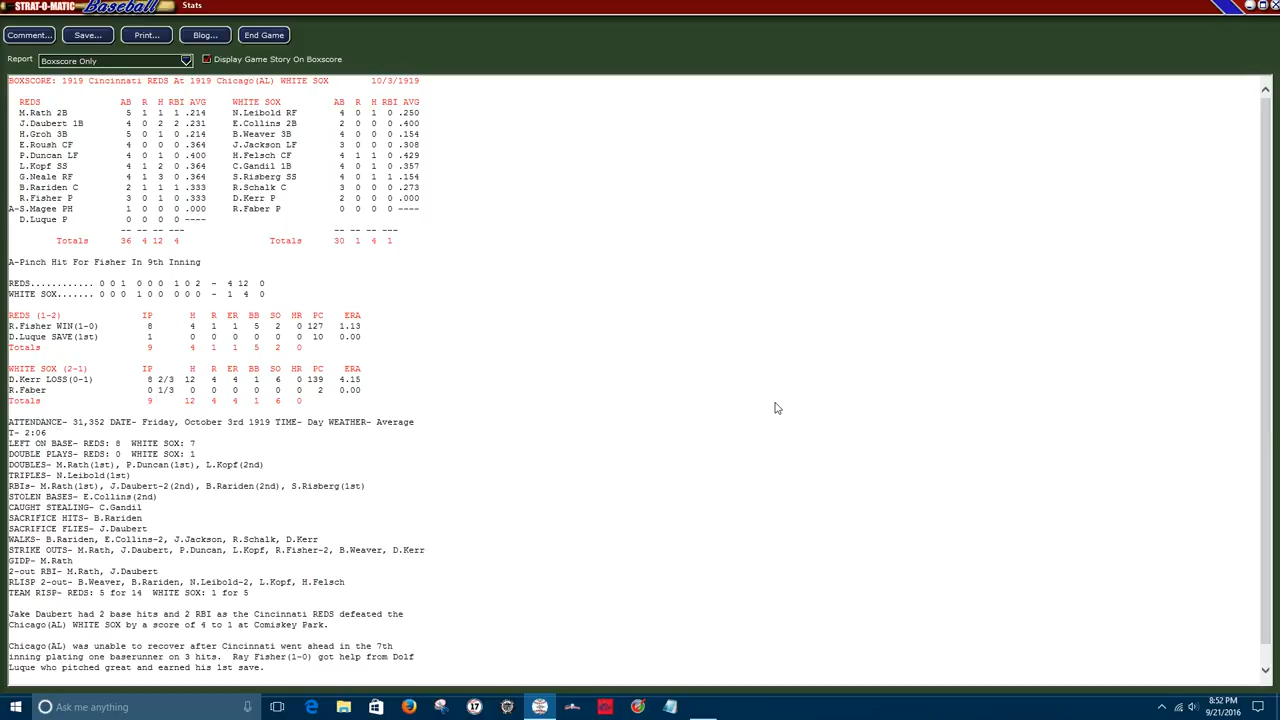 STRAT-O-MATIC Baseball Stats
Comment... Save... Print... Blog... End Game
Report Boxscore Only Display Game Story On Boxscore
BOXSCORE: 1919 Cincinnati REDS At 1919 Chicago(AL) WHITE SOX 10/3/1919
REDS AB R H RBI AVG WHITE SOX AB R H RBI AVG
M.Rath 2B 5 1 1 1 .214 N.Leibold RF 4 0 1 0 .250
J.Daubert 1B 4 0 2 2 .231 E.Collins 2B 2 0 0 0 .400
H.Groh 3B 5 0 1 0 .214 B.Weaver 3B 4 0 0 0 .154
E.Roush CF 4 0 0 0 .364 J.Jackson LF 3 0 0 0 .308
P.Duncan LF 4 0 1 0 .400 H.Felsch CF 4 1 1 0 .429
L.Kopf SS 4 1 2 0 .364 C.Gandil 1B 4 0 1 0 .357
G.Neale RF 4 1 3 0 .364 S.Risberg SS 4 0 1 1 .154
B.Rariden C 2 1 1 1 .333 R.Schalk C 3 0 0 0 .273
R.Fisher P 3 0 1 0 .333 D.Kerr P 2 0 0 0 .000
A-S.Magee PH 1 0 0 0 .000 R.Faber P 0 0 0 0 ----
D.Luque P 0 0 0 0 ----
-- -- -- --- -- -- -- ---
Totals 36 4 12 4 Totals 30 1 4 1
A-Pinch Hit For Fisher In 9th Inning
REDS............ 0 0 1 0 0 0 1 0 2 - 4 12 0
WHITE SOX....... 0 0 0 1 0 0 0 0 0 - 1 4 0
REDS (1-2) IP H R ER BB SO HR PC ERA
R.Fisher WIN(1-0) 8 4 1 1 5 2 0 127 1.13
D.Luque SAVE(1st) 1 0 0 0 0 0 0 10 0.00
Totals 9 4 1 1 5 2 0
WHITE SOX (2-1) IP H R ER BB SO HR PC ERA
D.Kerr LOSS(0-1) 8 2/3 12 4 4 1 6 0 139 4.15
R.Faber 0 1/3 0 0 0 0 0 0 2 0.00
Totals 9 12 4 4 1 6 0
ATTENDANCE- 31,352 DATE- Friday, October 3rd 1919 TIME- Day WEATHER- Average
T- 2:06
LEFT ON BASE- REDS: 8 WHITE SOX: 7
DOUBLE PLAYS- REDS: 0 WHITE SOX: 1
DOUBLES- M.Rath(1st), P.Duncan(1st), L.Kopf(2nd)
TRIPLES- N.Leibold(1st)
RBIs- M.Rath(1st), J.Daubert-2(2nd), B.Rariden(2nd), S.Risberg(1st)
STOLEN BASES- E.Collins(2nd)
CAUGHT STEALING- C.Gandil
SACRIFICE HITS- B.Rariden
SACRIFICE FLIES- J.Daubert
WALKS- B.Rariden, E.Collins-2, J.Jackson, R.Schalk, D.Kerr
STRIKE OUTS- M.Rath, J.Daubert, P.Duncan, L.Kopf, R.Fisher-2, B.Weaver, D.Kerr
GIDP- M.Rath
2-out RBI- M.Rath, J.Daubert
RLISP 2-out- B.Weaver, B.Rariden, N.Leibold-2, L.Kopf, H.Felsch
TEAM RISP- REDS: 5 for 14 WHITE SOX: 1 for 5
Jake Daubert had 2 base hits and 2 RBI as the Cincinnati REDS defeated the
Chicago(AL) WHITE SOX by a score of 4 to 1 at Comiskey Park.
Chicago(AL) was unable to recover after Cincinnati went ahead in the 7th
inning plating one baserunner on 3 hits. Ray Fisher(1-0) got help from Dolf
Luque who pitched great and earned his 1st save.
Ask me anything 17 8:52 PM
9/21/2016